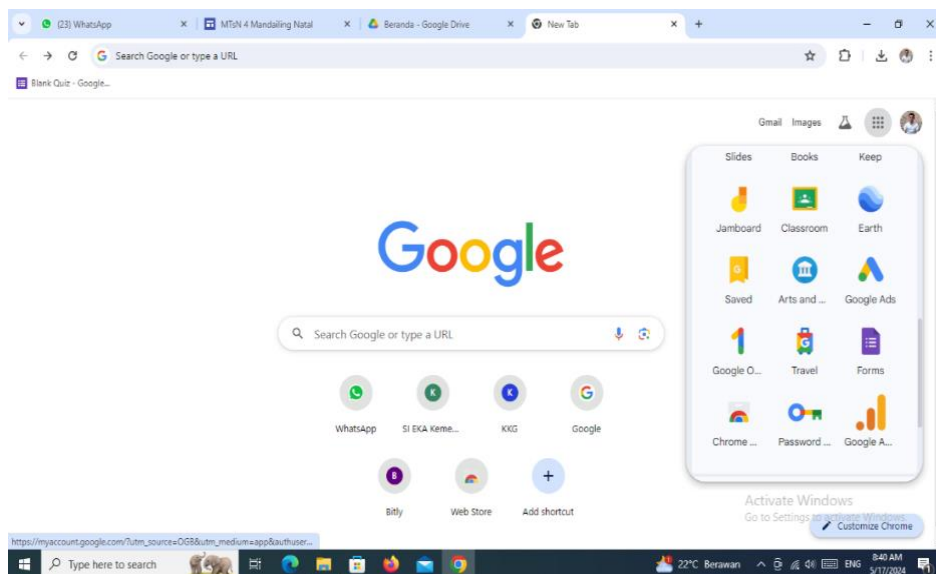 (23) WhatsApp
MTsN 4 Mandailing Natal
Beranda - Google Drive
New Tab
Search Google or type a URL
Blank Quiz - Google...
Gmail Images
Slides Books Keep
Jamboard Classroom Earth
Saved Arts and ... Google Ads
Google O... Travel Forms
Chrome ... Password ... Google A...
Google
Search Google or type a URL
WhatsApp SI EKA Keme... KKG Google
Bitly Web Store Add shortcut
Activate Windows
Go to Settings to activate Windows.
Customize Chrome
https://myaccount.google.com/?utm_source=OGB&utm_medium=app&authuser...
Type here to search
22°C Berawan
ENG
8:40 AM
5/17/2024